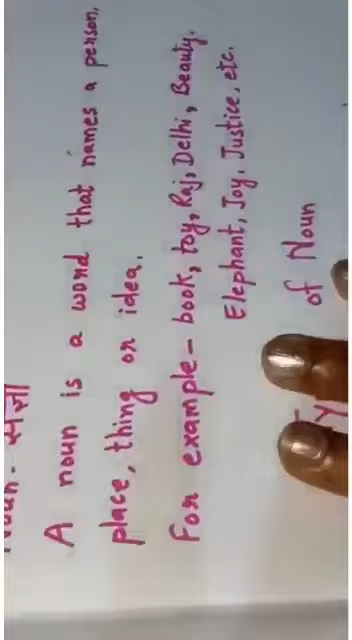 Noun - संज्ञा
A noun is a word that names a person,
place, thing or idea.
For example - book, toy, Raj, Delhi, Beauty,
Elephant, Joy, Justice, etc.
of Noun